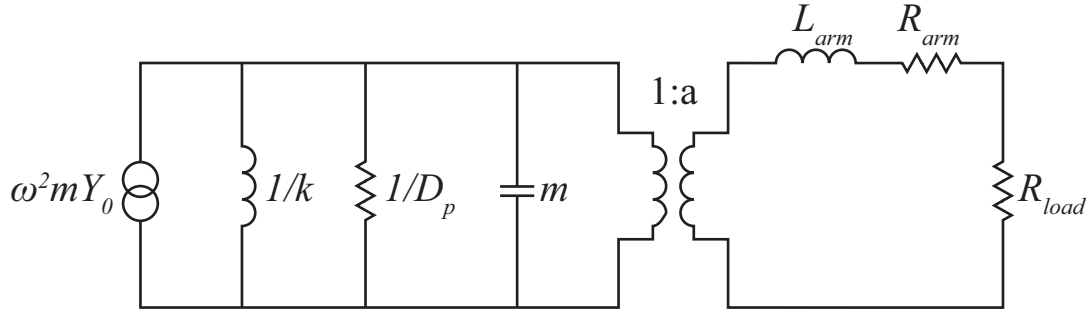 L_arm
R_arm
1:a
ω²mY₀
1/k
1/D_p
m
R_load